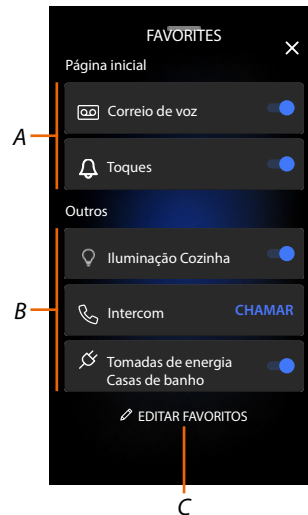 FAVORITES
Página inicial
Correio de voz
A
Toques
Outros
Iluminação Cozinha
B
Intercom
CHAMAR
Tomadas de energia
Casas de banho
EDITAR FAVORITOS
C